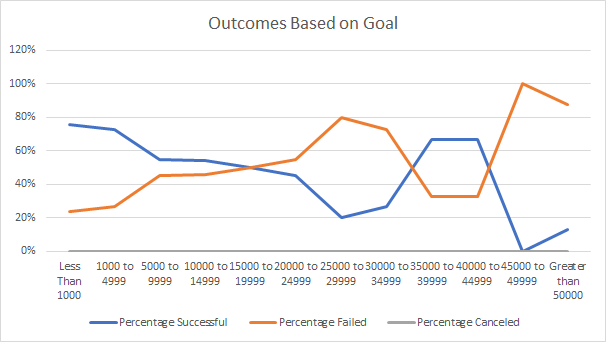 Outcomes Based on Goal
120%
100%
80%
60%
40%
20%
0%
Less Than 1000
1000 to 4999
5000 to 9999
10000 to 14999
15000 to 19999
20000 to 24999
25000 to 29999
30000 to 34999
35000 to 39999
40000 to 44999
45000 to 49999
Greater than 50000
Percentage Successful
Percentage Failed
Percentage Canceled